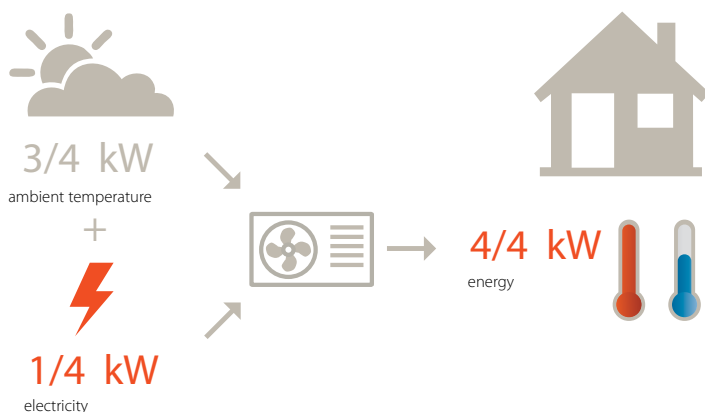 3/4 kW
ambient temperature
+
1/4 kW
electricity
4/4 kW
energy